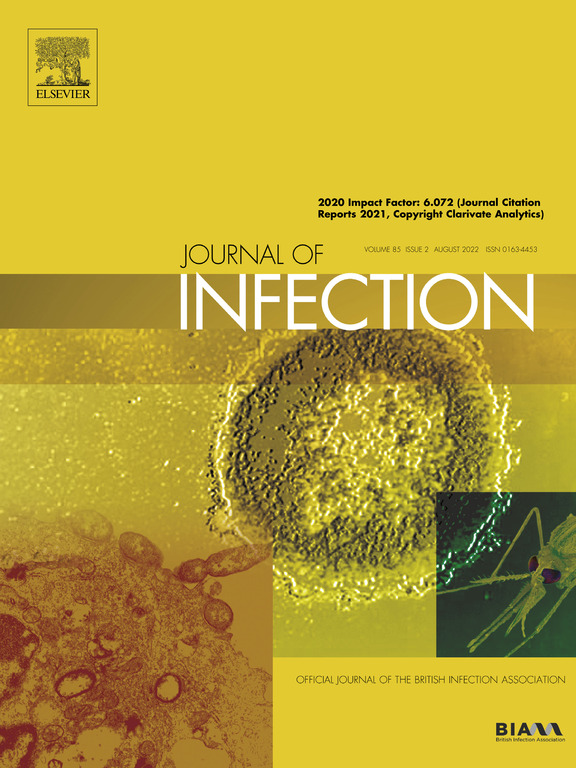 ELSEVIER
2020 Impact Factor: 6.072 (Journal Citation
Reports 2021, Copyright Clarivate Analytics)
VOLUME 85 ISSUE 2 AUGUST 2022 ISSN 0163-4453
JOURNAL OF
INFECTION
OFFICIAL JOURNAL OF THE BRITISH INFECTION ASSOCIATION
BIA
British Infection Association